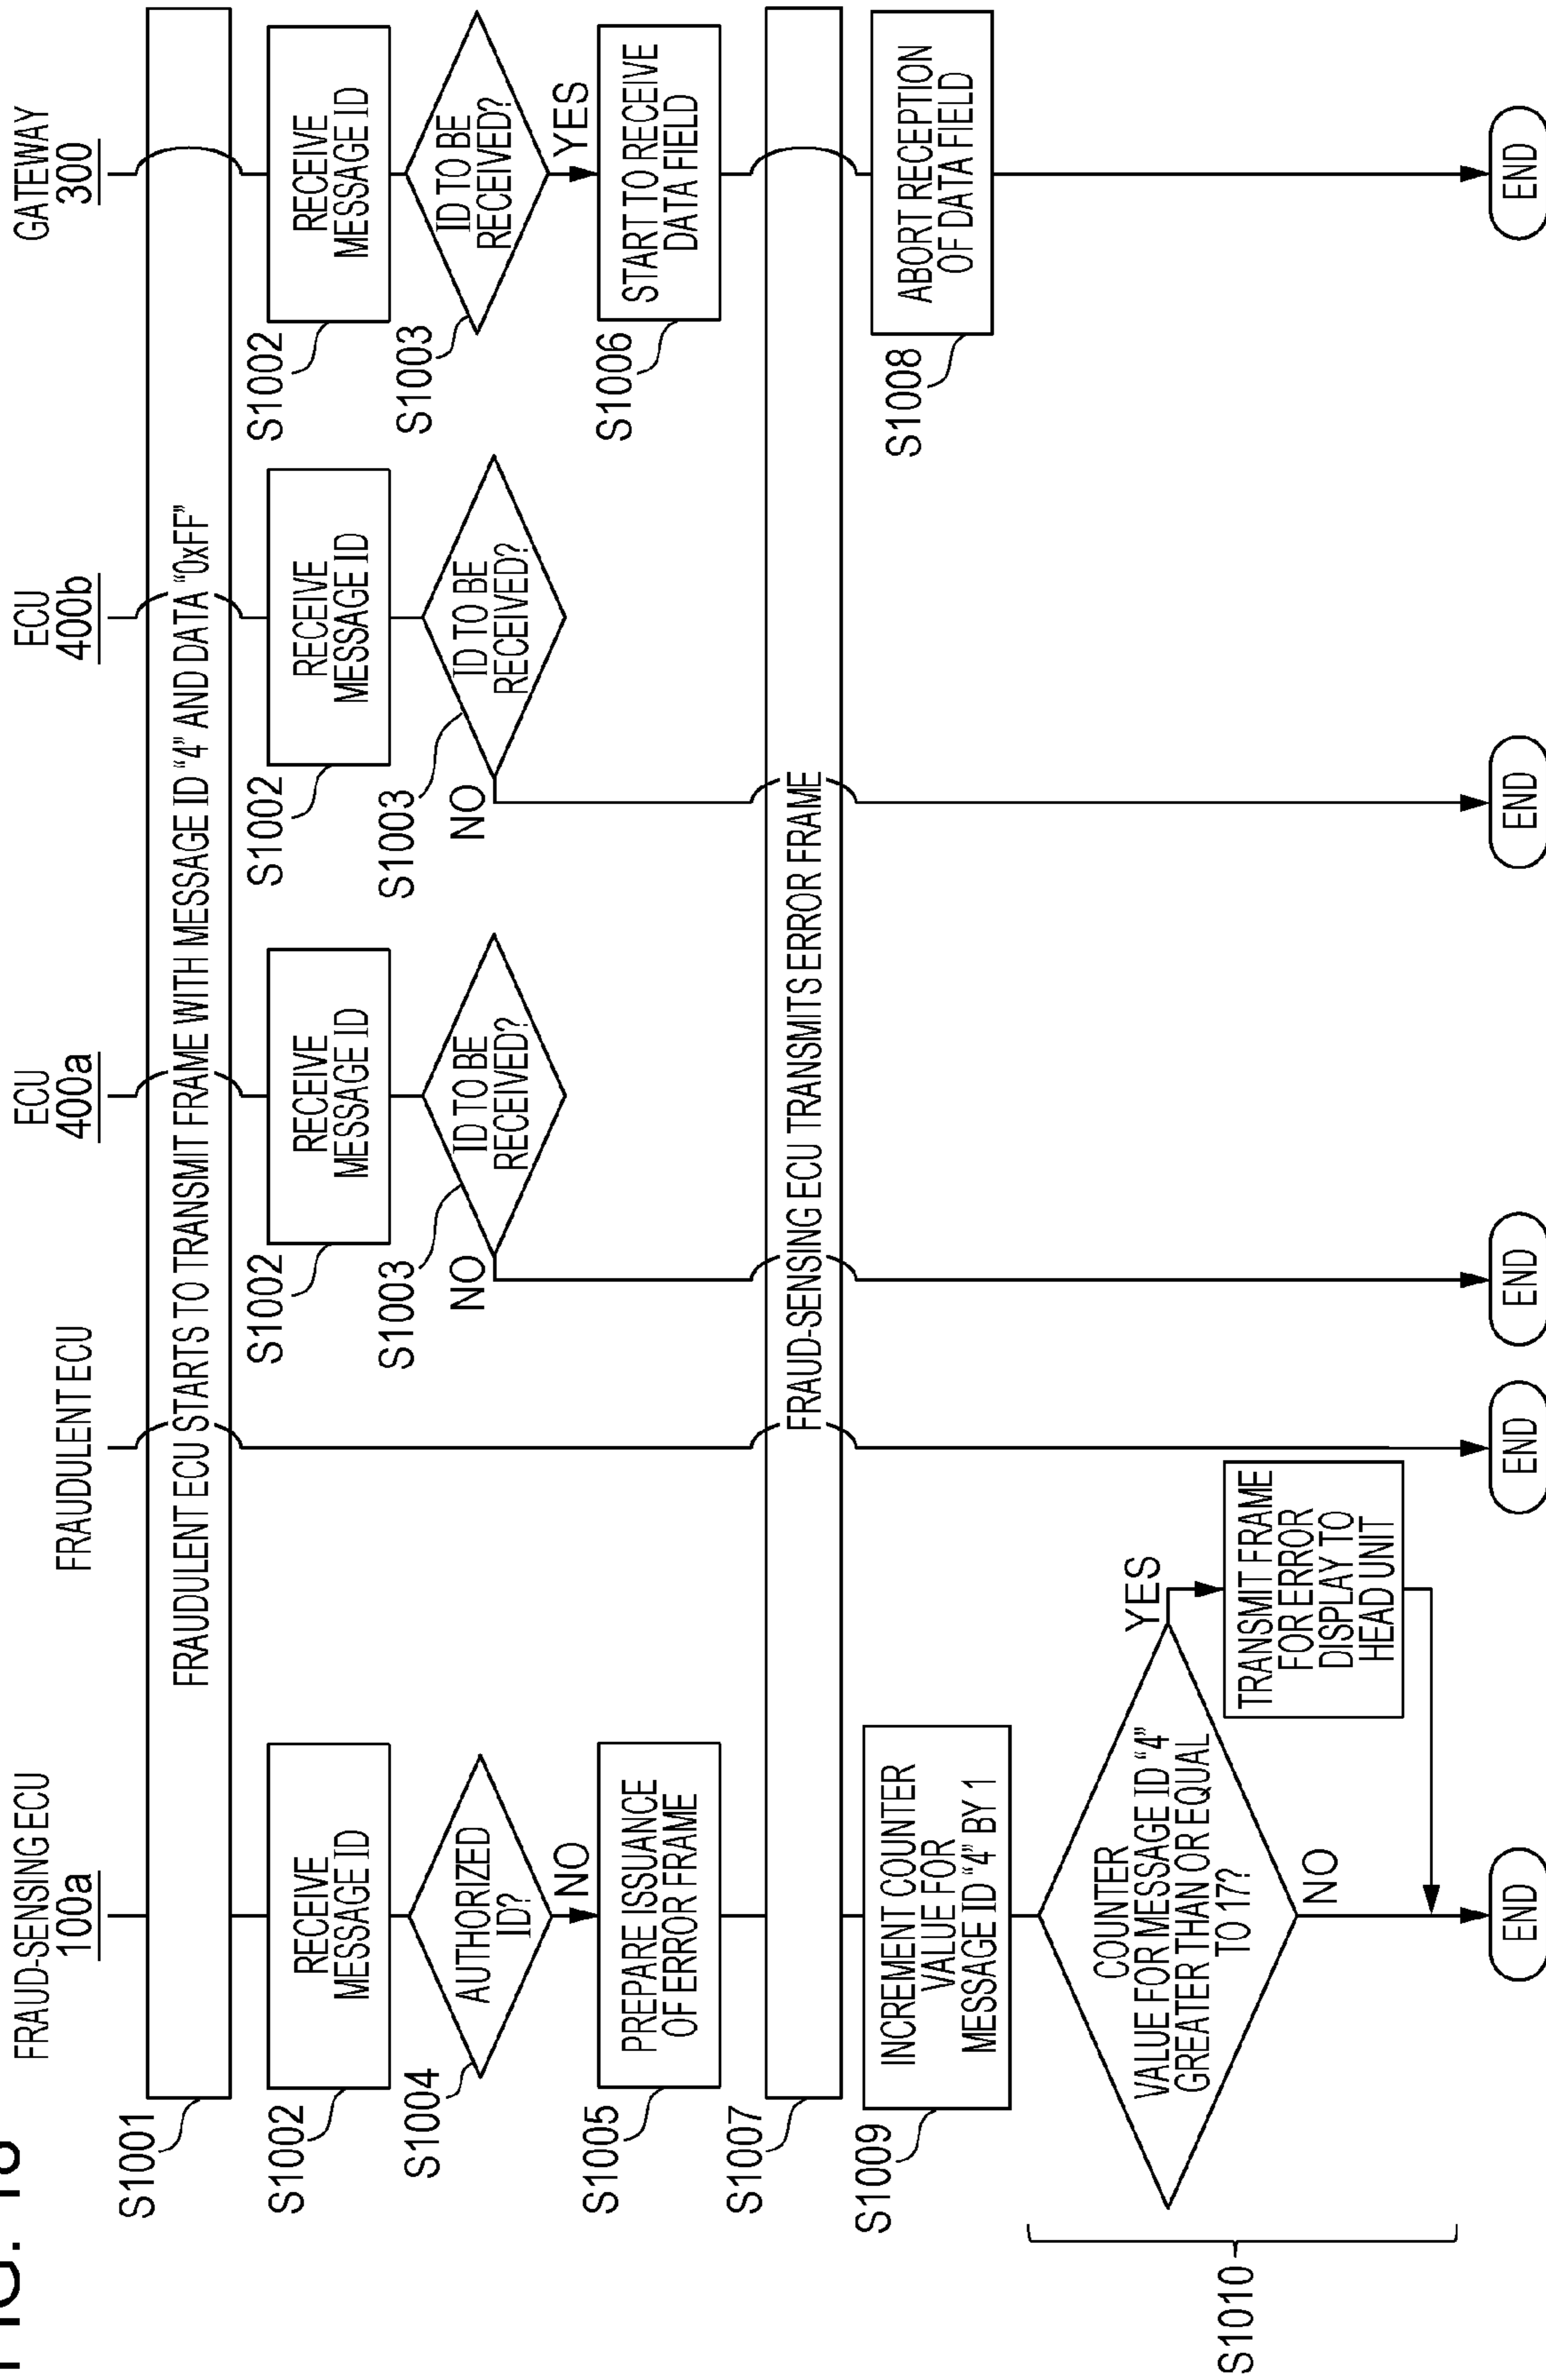 FRAUD-SENSING ECU
100a
FRAUDULENT ECU
ECU
400a
ECU
400b
GATEWAY
300
S1001
FRAUDULENT ECU STARTS TO TRANSMIT FRAME WITH MESSAGE ID “4” AND DATA “0xFF”
S1002
RECEIVE
MESSAGE ID
S1002
RECEIVE
MESSAGE ID
S1002
RECEIVE
MESSAGE ID
S1002
RECEIVE
MESSAGE ID
S1004
AUTHORIZED
ID?
NO
S1003
ID TO BE
RECEIVED?
NO
S1003
ID TO BE
RECEIVED?
NO
S1003
ID TO BE
RECEIVED?
YES
S1005
PREPARE ISSUANCE
OF ERROR FRAME
S1006
START TO RECEIVE
DATA FIELD
S1007
FRAUD-SENSING ECU TRANSMITS ERROR FRAME
S1009
INCREMENT COUNTER
VALUE FOR
MESSAGE ID “4” BY 1
S1008
ABORT RECEPTION
OF DATA FIELD
S1010
COUNTER
VALUE FOR MESSAGE ID “4”
GREATER THAN OR EQUAL
TO 17?
YES
NO
TRANSMIT FRAME
FOR ERROR
DISPLAY TO
HEAD UNIT
END
END
END
END
END